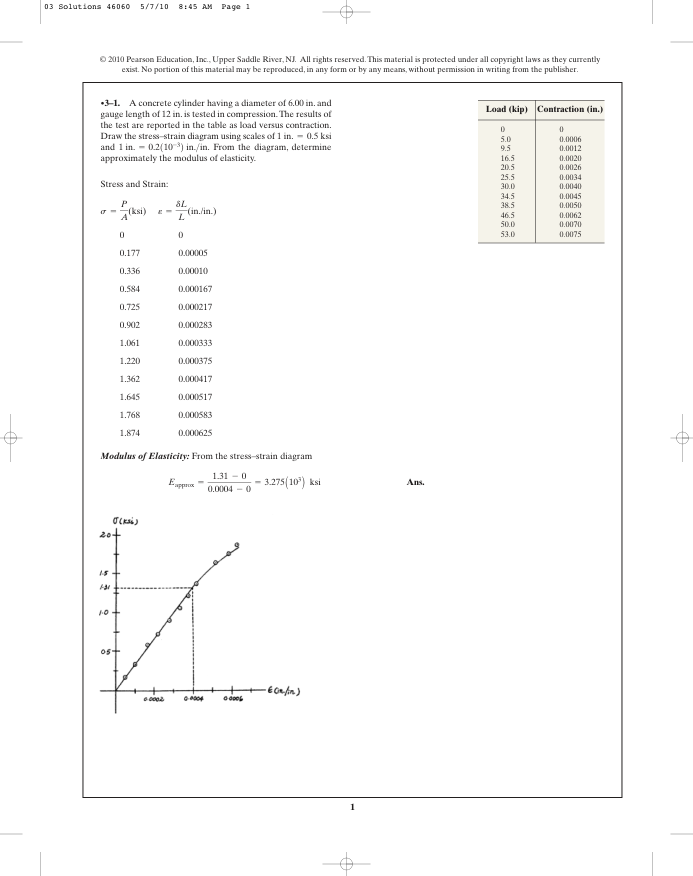 03 Solutions 46060  5/7/10  8:45 AM  Page 1
© 2010 Pearson Education, Inc., Upper Saddle River, NJ. All rights reserved. This material is protected under all copyright laws as they currently
exist. No portion of this material may be reproduced, in any form or by any means, without permission in writing from the publisher.
•3–1. A concrete cylinder having a diameter of 6.00 in. and
gauge length of 12 in. is tested in compression. The results of
the test are reported in the table as load versus contraction.
Draw the stress–strain diagram using scales of 1 in. = 0.5 ksi
and 1 in. = 0.2(10⁻³) in./in. From the diagram, determine
approximately the modulus of elasticity.
Load (kip) Contraction (in.)
0 0
5.0 0.0006
9.5 0.0012
16.5 0.0020
20.5 0.0026
25.5 0.0034
30.0 0.0040
34.5 0.0045
38.5 0.0050
46.5 0.0062
50.0 0.0070
53.0 0.0075
Stress and Strain:
σ = P/A (ksi) ε = δL/L (in./in.)
0 0
0.177 0.00005
0.336 0.00010
0.584 0.000167
0.725 0.000217
0.902 0.000283
1.061 0.000333
1.220 0.000375
1.362 0.000417
1.645 0.000517
1.768 0.000583
1.874 0.000625
Modulus of Elasticity: From the stress–strain diagram
E approx = (1.31 − 0)/(0.0004 − 0) = 3.275(10³) ksi Ans.
σ (ksi)
2.0
1.5
1.31
1.0
0.5
0.0002 0.0004 0.0006 ε (in/in)
1